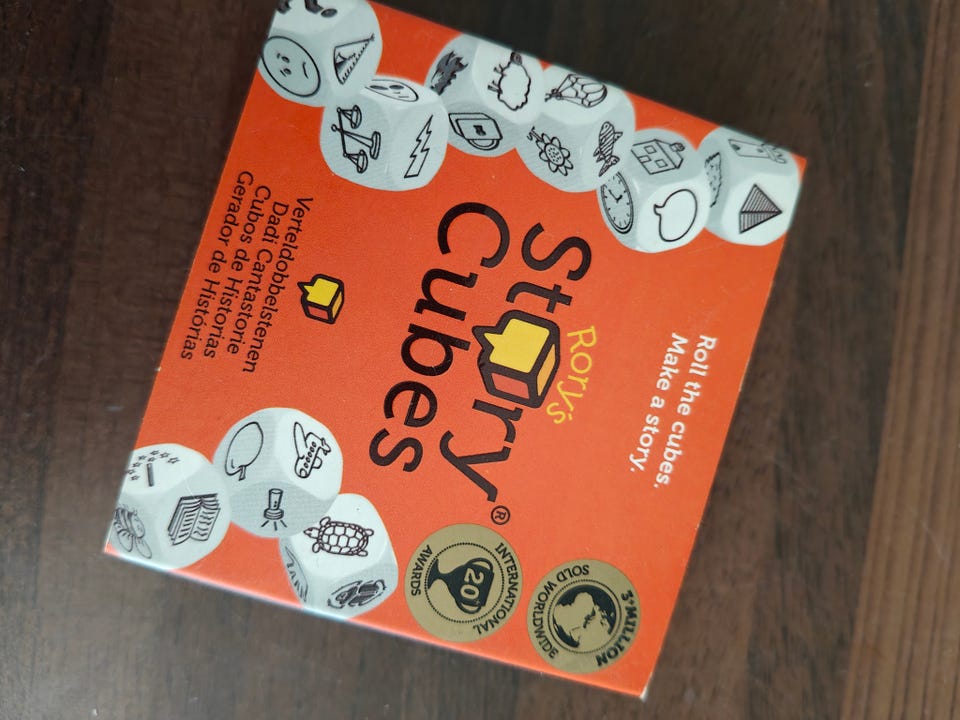 Roll the cubes.
Make a story.
Rory's
Story
Cubes®
Verteldobbelstenen
Dadi Cantastorie
Cubos de Historias
Gerador de Histórias
20
INTERNATIONAL
AWARDS
MILLION
SOLD WORLDWIDE